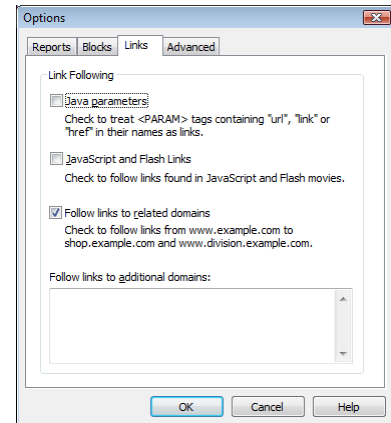 Options
Reports Blocks Links Advanced
Link Following
Java parameters
Check to treat <PARAM> tags containing "url", "link" or
"href" in their names as links.
JavaScript and Flash Links
Check to follow links found in JavaScript and Flash movies.
Follow links to related domains
Check to follow links from www.example.com to
shop.example.com and www.division.example.com.
Follow links to additional domains:
OK Cancel Help